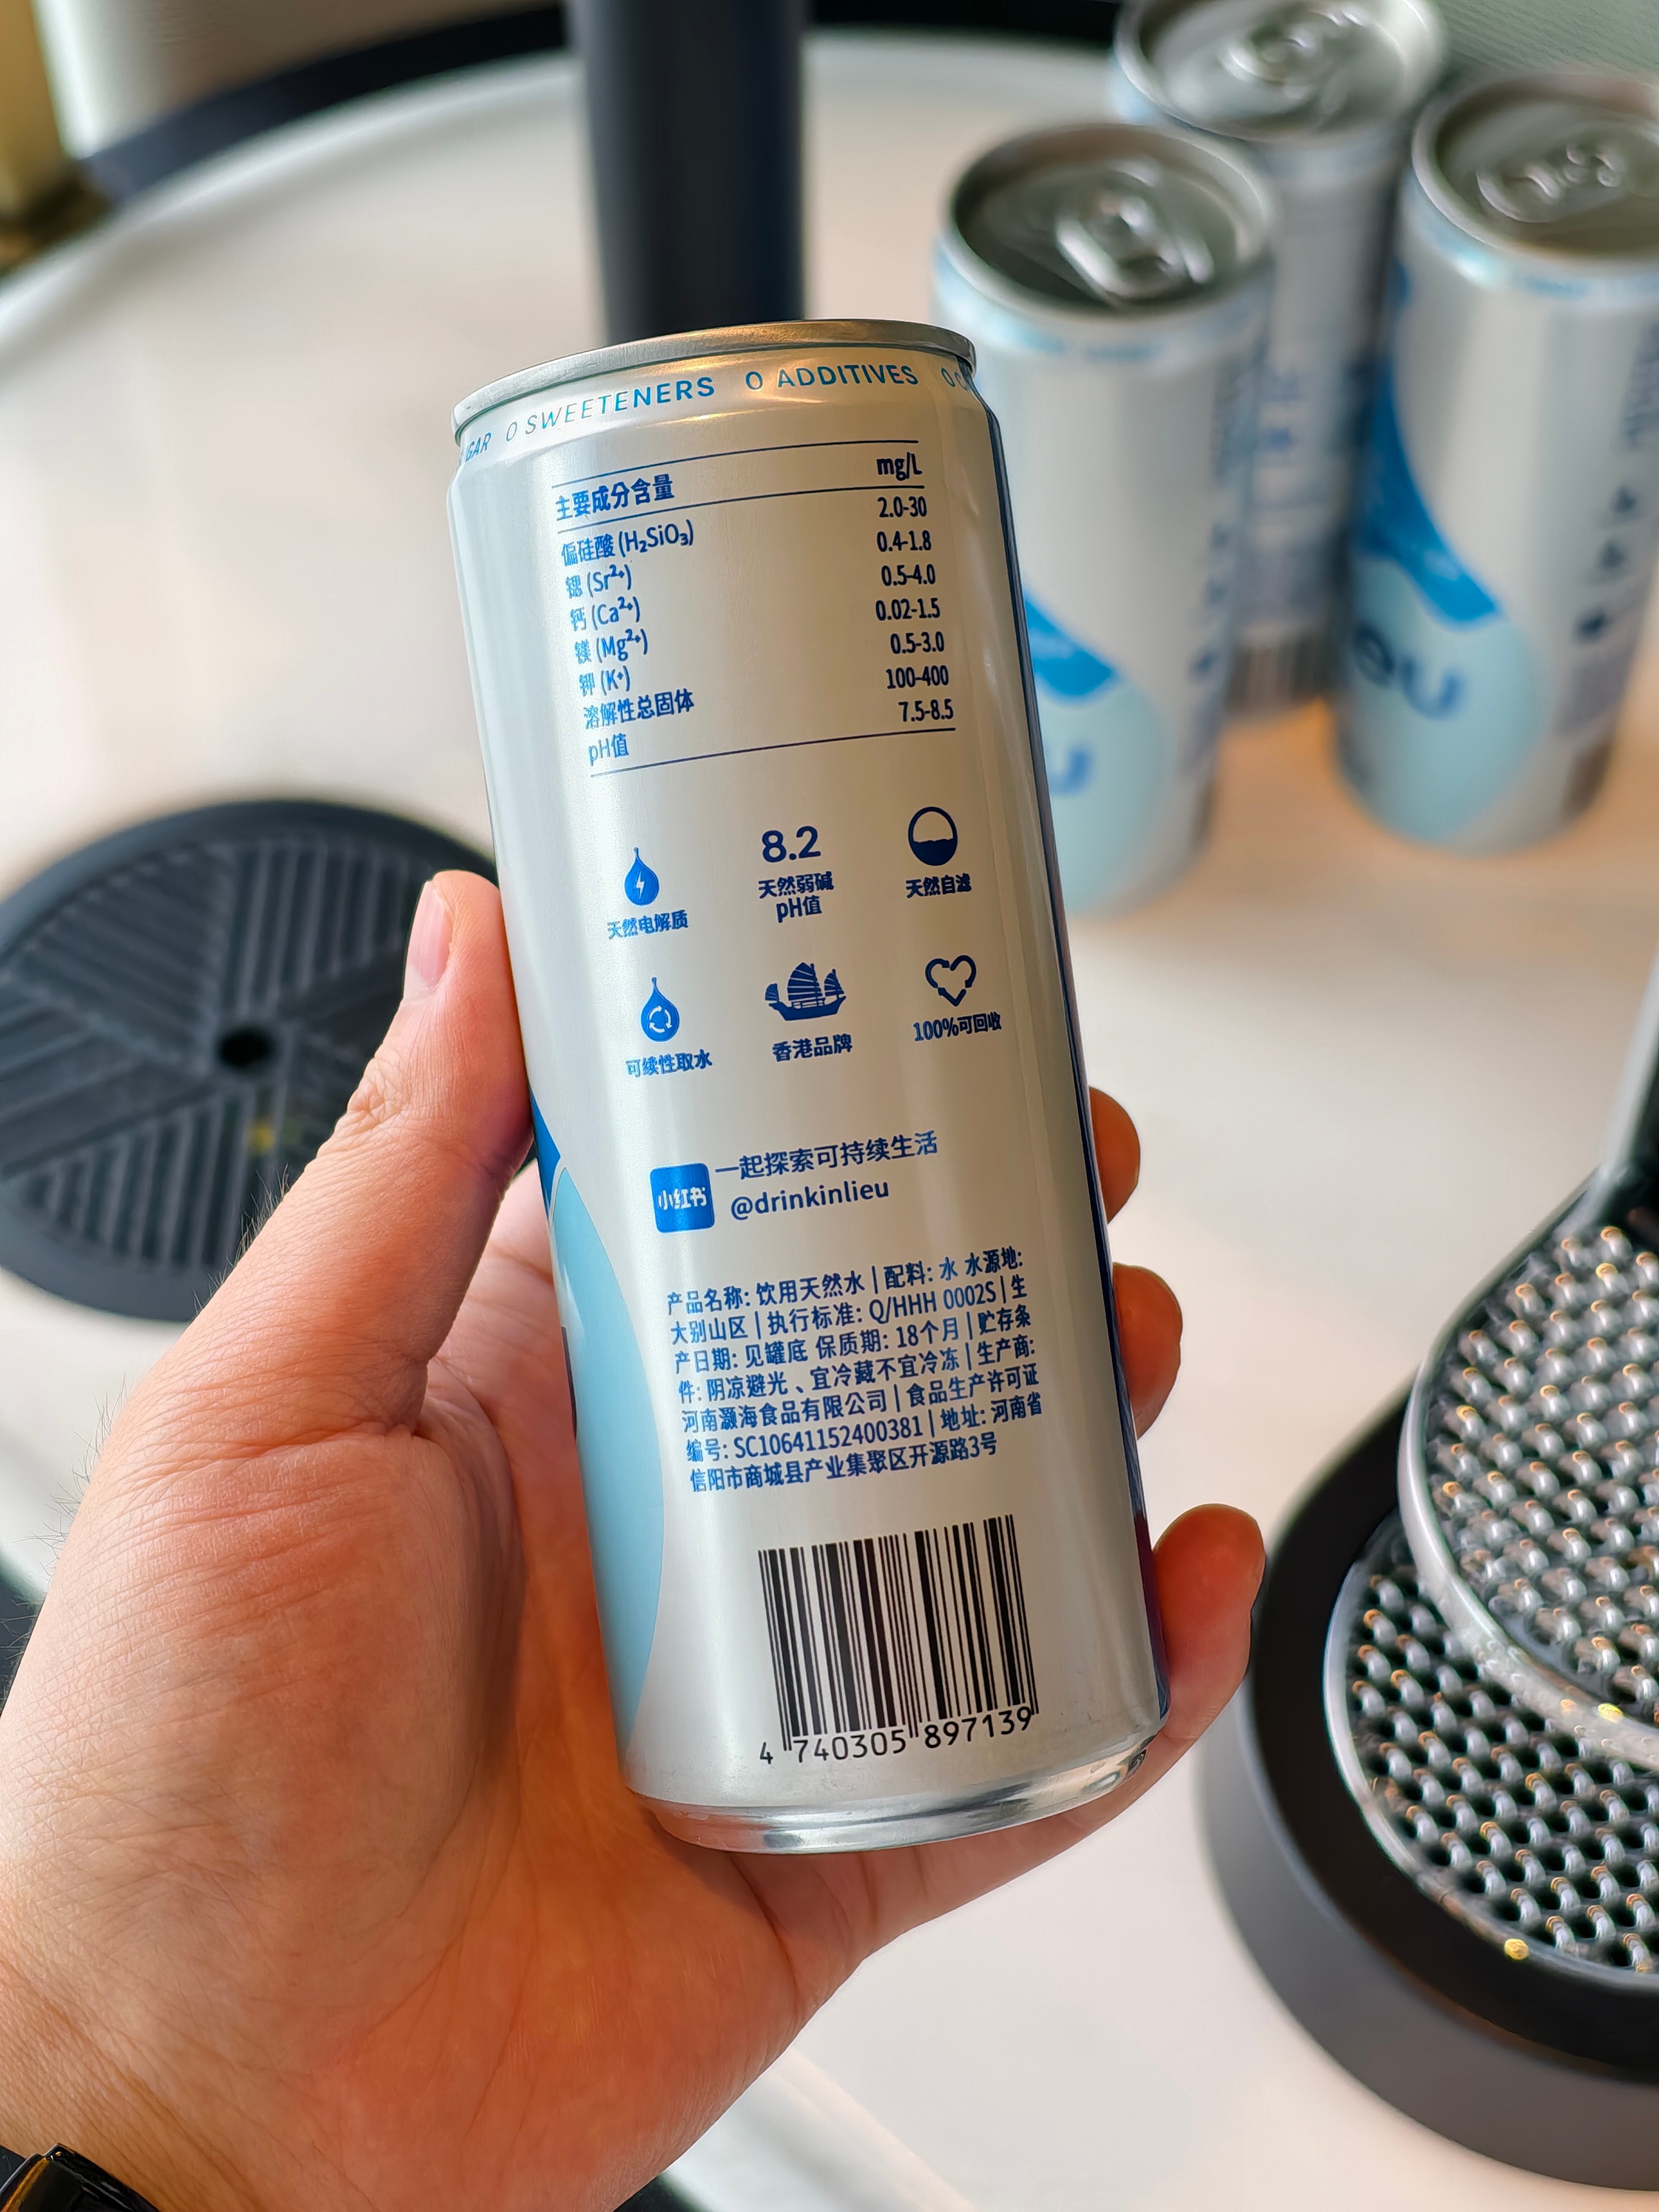 0 SWEETENERS 0 ADDITIVES
主要成分含量 mg/L
偏硅酸 (H₂SiO₃) 2.0-30
锶 (Sr²⁺) 0.4-1.8
钙 (Ca²⁺) 0.5-4.0
镁 (Mg²⁺) 0.02-1.5
钾 (K⁺) 0.5-3.0
溶解性总固体 100-400
pH值 7.5-8.5
天然电解质
8.2
天然弱碱
pH值
天然自滤
可续性取水
香港品牌
100%可回收
小红书
一起探索可持续生活
@drinkinlieu
产品名称: 饮用天然水 | 配料: 水 水源地:
大别山区 | 执行标准: Q/HHH 0002S | 生
产日期: 见罐底 保质期: 18个月 | 贮存条
件: 阴凉避光、宜冷藏不宜冷冻 | 生产商:
河南灏海食品有限公司 | 食品生产许可证
编号: SC10641152400381 | 地址: 河南省
信阳市商城县产业集聚区开源路3号
4 740305 897139